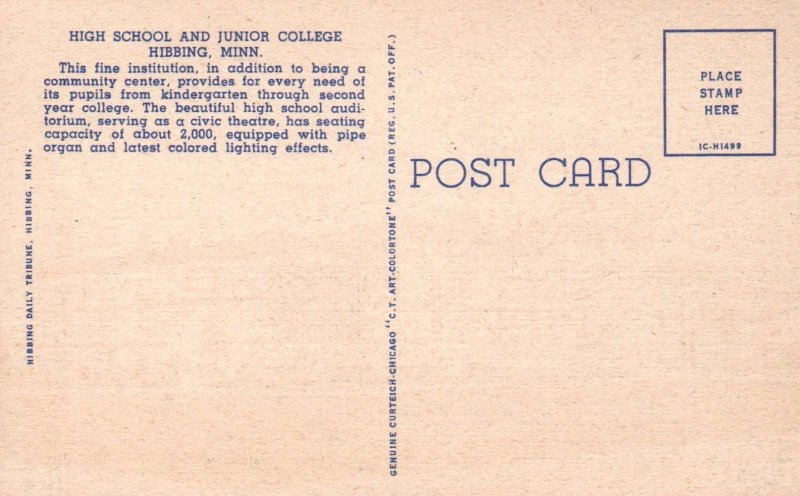 HIGH SCHOOL AND JUNIOR COLLEGE
HIBBING, MINN.
This fine institution, in addition to being a
community center, provides for every need of
its pupils from kindergarten through second
year college. The beautiful high school audi-
torium, serving as a civic theatre, has seating
capacity of about 2,000, equipped with pipe
organ and latest colored lighting effects.
HIBBING DAILY TRIBUNE, HIBBING, MINN.
GENUINE CURTEICH-CHICAGO "C.T. ART-COLORTONE" POST CARD (REG. U.S. PAT. OFF.)
POST CARD
PLACE
STAMP
HERE
1C-H1499